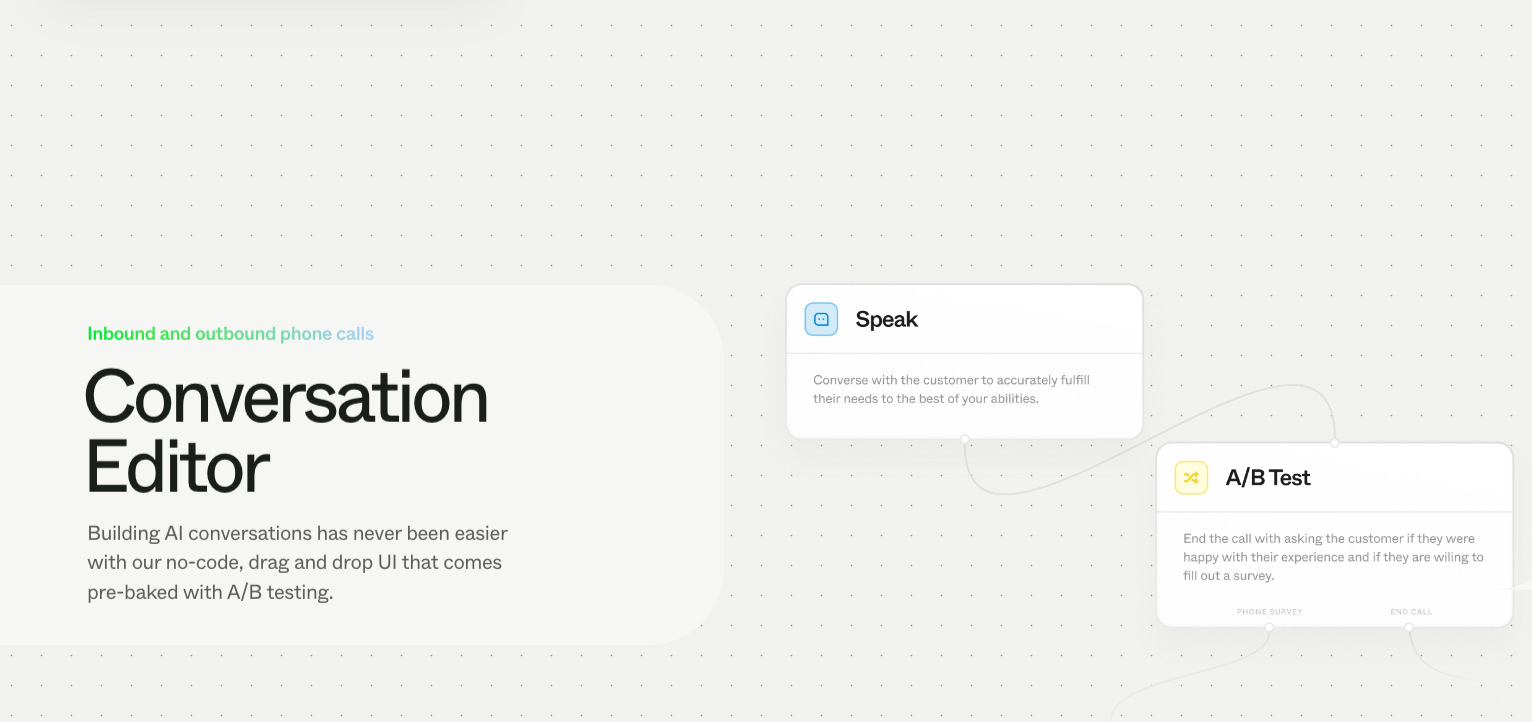 Inbound and outbound phone calls
Conversation
Editor
Building AI conversations has never been easier
with our no-code, drag and drop UI that comes
pre-baked with A/B testing.
Speak
Converse with the customer to accurately fulfill
their needs to the best of your abilities.
A/B Test
End the call with asking the customer if they were
happy with their experience and if they are wiling to
fill out a survey.
PHONE SURVEY
END CALL